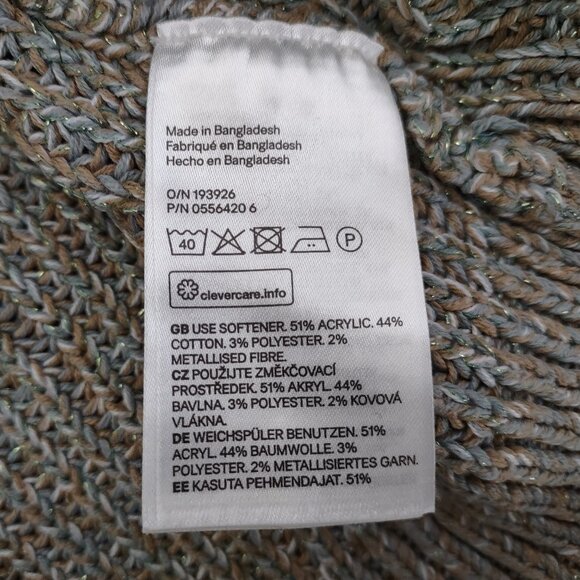 Made in Bangladesh
Fabriqué en Bangladesh
Hecho en Bangladesh
O/N 193926
P/N 0556420 6
40 P
clevercare.info
GB USE SOFTENER. 51% ACRYLIC. 44%
COTTON. 3% POLYESTER. 2%
METALLISED FIBRE.
CZ POUŽIJTE ZMĚKČOVACÍ
PROSTŘEDEK. 51% AKRYL. 44%
BAVLNA. 3% POLYESTER. 2% KOVOVÁ
VLÁKNA.
DE WEICHSPÜLER BENUTZEN. 51%
ACRYL. 44% BAUMWOLLE. 3%
POLYESTER. 2% METALLISIERTES GARN.
EE KASUTA PEHMENDAJAT. 51%